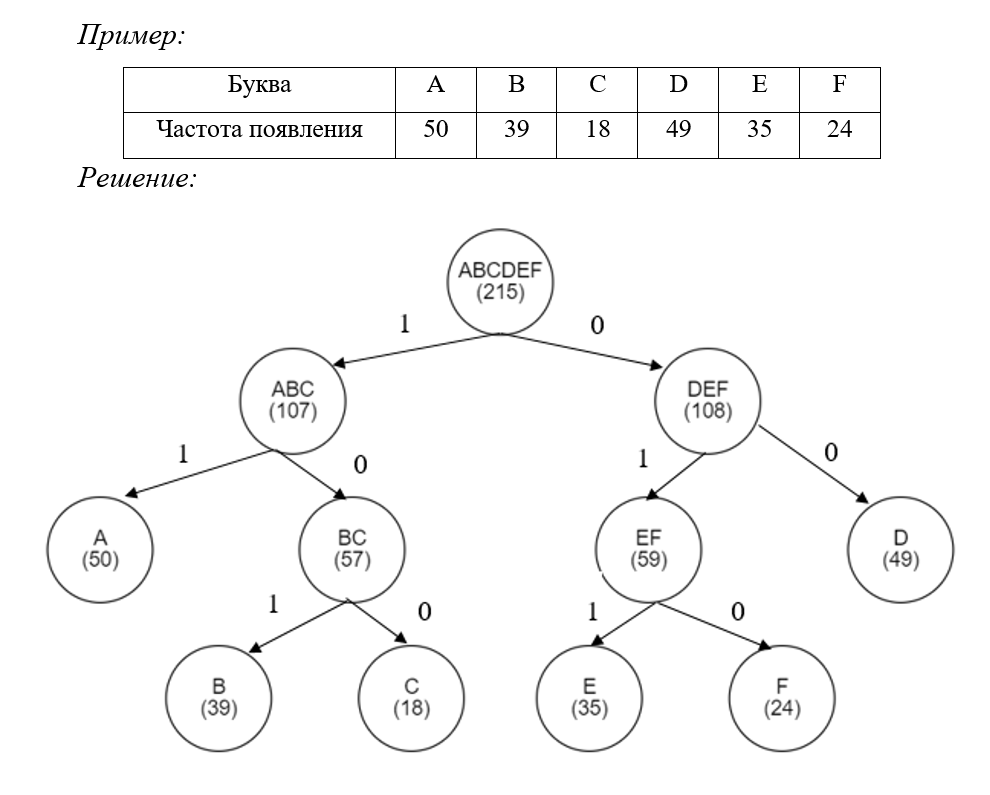 Пример:
Буква A B C D E F
Частота появления 50 39 18 49 35 24
Решение:
ABCDEF
(215)
1 0
ABC DEF
(107) (108)
1 0 1 0
A BC EF D
(50) (57) (59) (49)
1 0 1 0
B C E F
(39) (18) (35) (24)